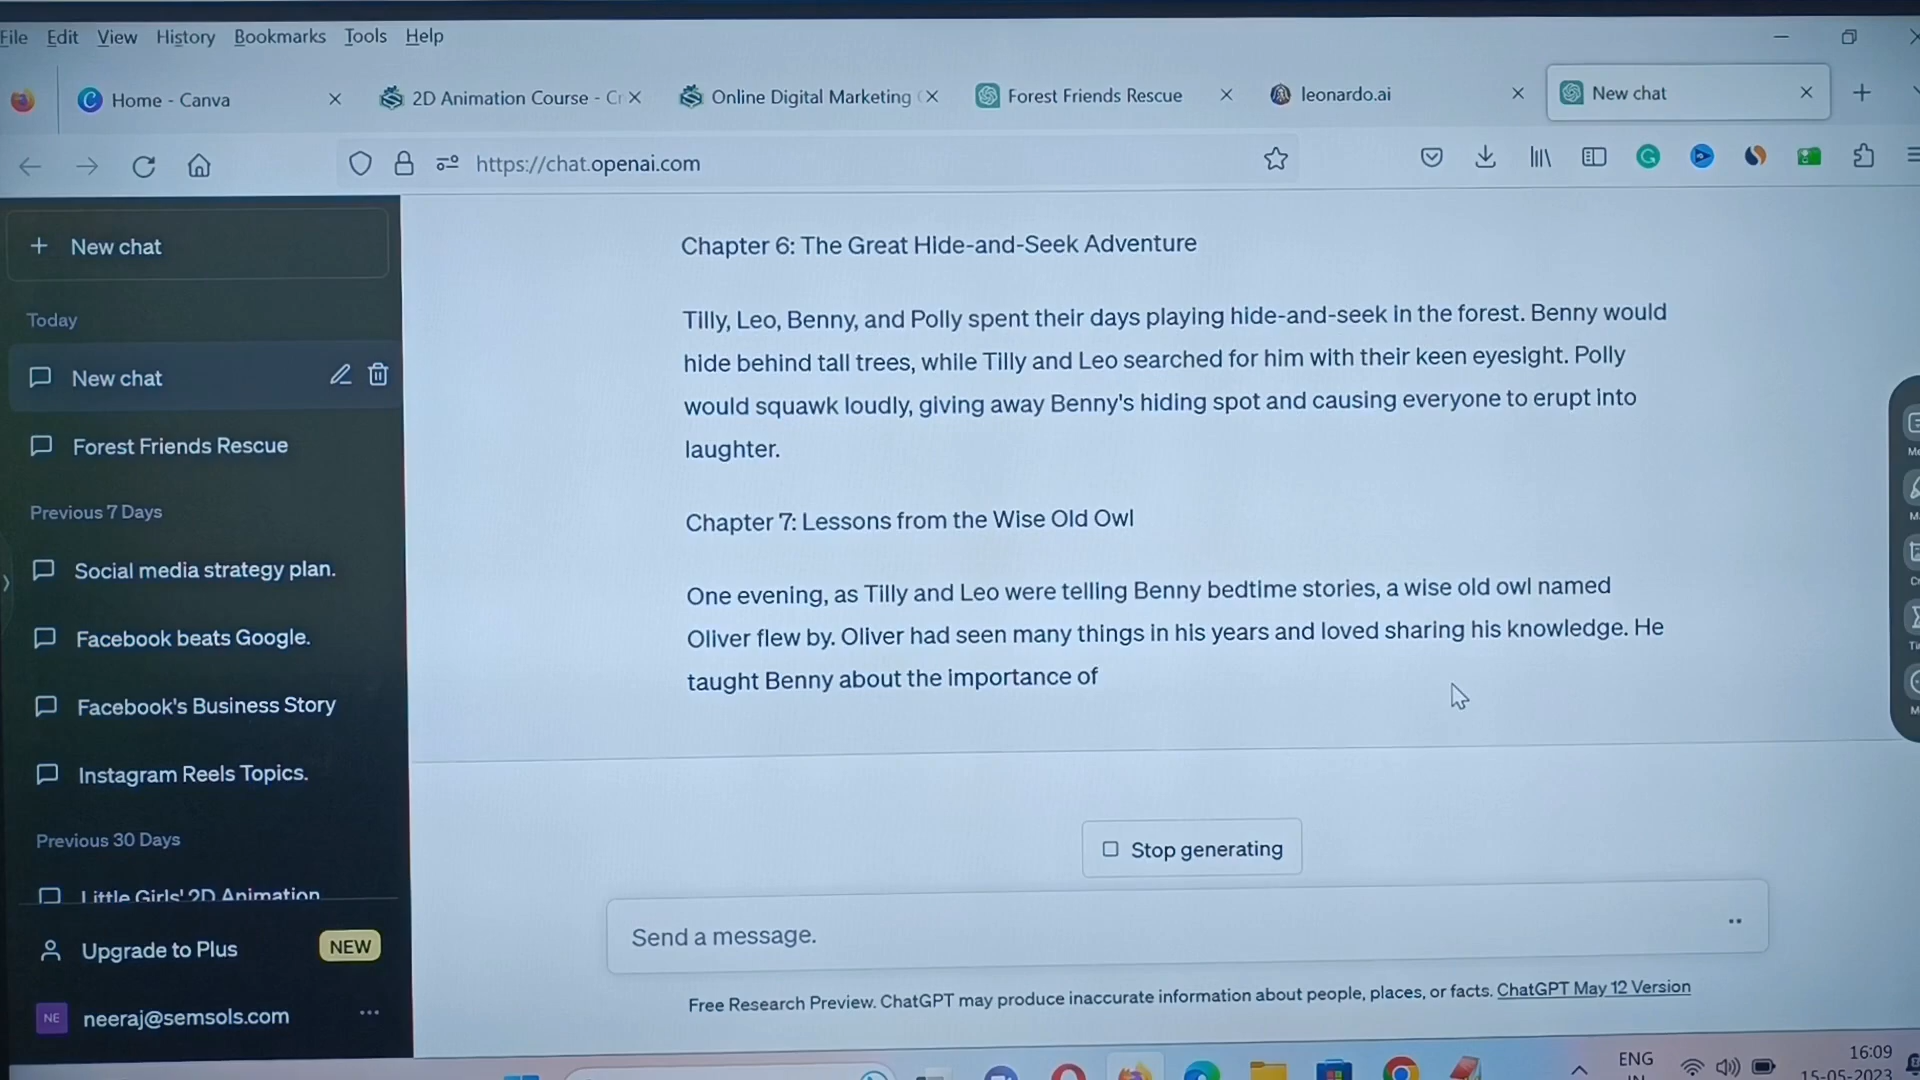 File Edit View History Bookmarks Tools Help
Home - Canva
2D Animation Course - Cr
Online Digital Marketing
Forest Friends Rescue
leonardo.ai
New chat
https://chat.openai.com
+ New chat
Today
New chat
Forest Friends Rescue
Previous 7 Days
Social media strategy plan.
Facebook beats Google.
Facebook's Business Story
Instagram Reels Topics.
Previous 30 Days
Little Girls' 2D Animation
Upgrade to Plus NEW
NE neeraj@semsols.com
Chapter 6: The Great Hide-and-Seek Adventure
Tilly, Leo, Benny, and Polly spent their days playing hide-and-seek in the forest. Benny would
hide behind tall trees, while Tilly and Leo searched for him with their keen eyesight. Polly
would squawk loudly, giving away Benny's hiding spot and causing everyone to erupt into
laughter.
Chapter 7: Lessons from the Wise Old Owl
One evening, as Tilly and Leo were telling Benny bedtime stories, a wise old owl named
Oliver flew by. Oliver had seen many things in his years and loved sharing his knowledge. He
taught Benny about the importance of
Stop generating
Send a message.
Free Research Preview. ChatGPT may produce inaccurate information about people, places, or facts. ChatGPT May 12 Version
ENG
IN
16:09
15-05-2023